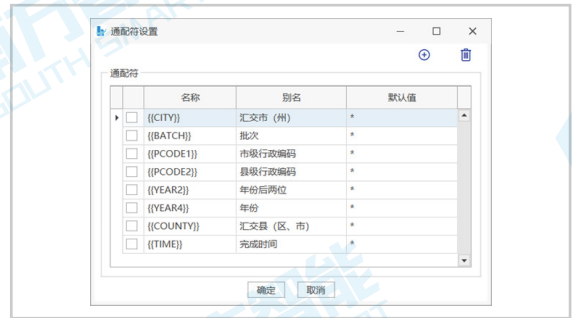 通配符设置
通配符
名称 别名 默认值
{{CITY}} 汇交市（州） *
{{BATCH}} 批次 *
{{PCODE1}} 市级行政编码 *
{{PCODE2}} 县级行政编码 *
{{YEAR2}} 年份后两位 *
{{YEAR4}} 年份 *
{{COUNTY}} 汇交县（区、市） *
{{TIME}} 完成时间 *
确定 取消